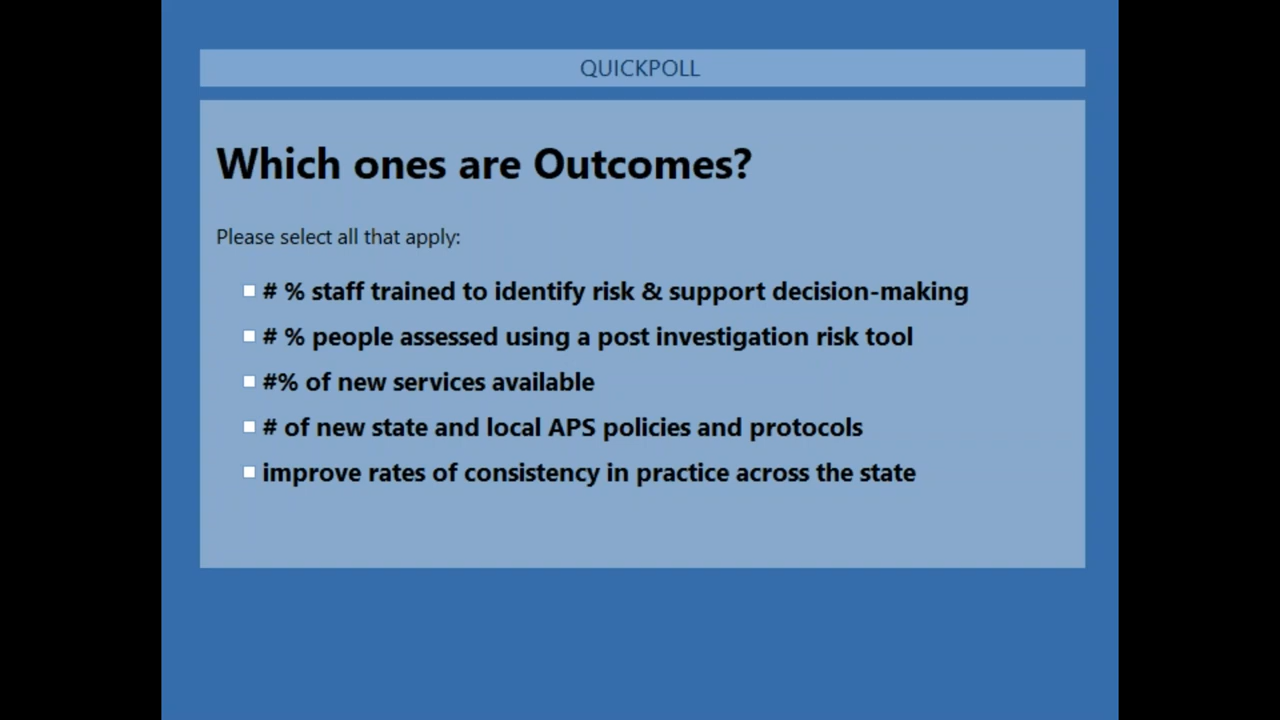 QUICKPOLL
Which ones are Outcomes?
Please select all that apply:
# % staff trained to identify risk & support decision-making
# % people assessed using a post investigation risk tool
#% of new services available
# of new state and local APS policies and protocols
improve rates of consistency in practice across the state